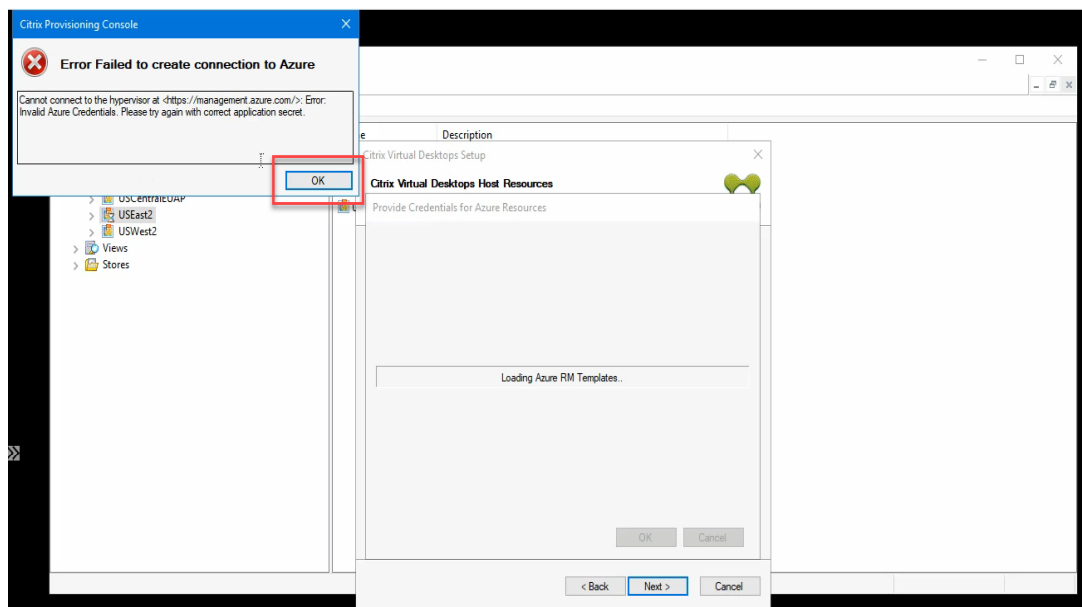 Citrix Provisioning Console
Error Failed to create connection to Azure
Cannot connect to the hypervisor at <https://management.azure.com/>: Error:
Invalid Azure Credentials. Please try again with correct application secret.
OK
Description
Citrix Virtual Desktops Setup
Citrix Virtual Desktops Host Resources
Provide Credentials for Azure Resources
USCentralEUAP
USEast2
USWest2
Views
Stores
Loading Azure RM Templates..
OK Cancel
< Back Next > Cancel